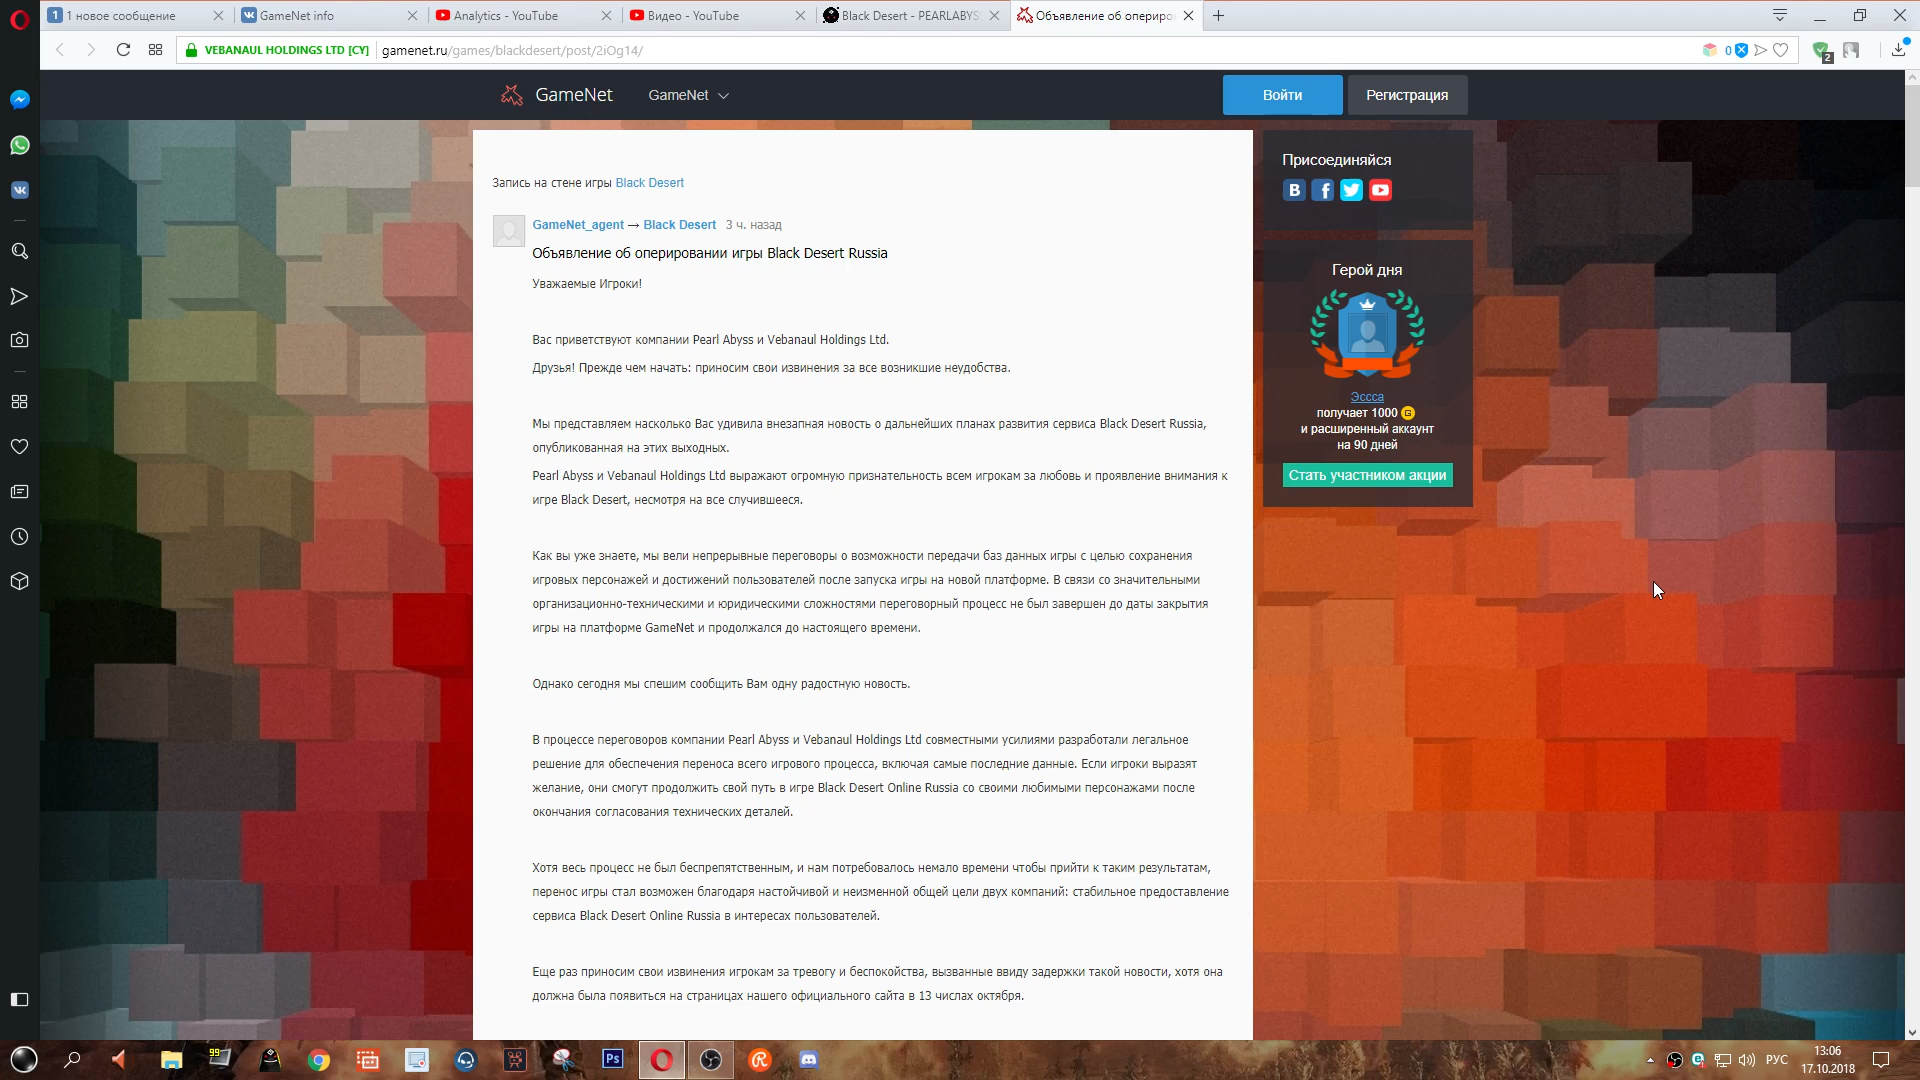 1 новое сообщение
GameNet info
Analytics - YouTube
Видео - YouTube
Black Desert - PEARLABYS
Объявление об опериро
VEBANAUL HOLDINGS LTD [CY]
gamenet.ru/games/blackdesert/post/2iOg14/
0
2
GameNet
GameNet
Войти
Регистрация
Запись на стене игры Black Desert
GameNet_agent → Black Desert 3 ч. назад
Объявление об оперировании игры Black Desert Russia
Уважаемые Игроки!
Вас приветствуют компании Pearl Abyss и Vebanaul Holdings Ltd.
Друзья! Прежде чем начать: приносим свои извинения за все возникшие неудобства.
Мы представляем насколько Вас удивила внезапная новость о дальнейших планах развития сервиса Black Desert Russia,
опубликованная на этих выходных.
Pearl Abyss и Vebanaul Holdings Ltd выражают огромную признательность всем игрокам за любовь и проявление внимания к
игре Black Desert, несмотря на все случившееся.
Как вы уже знаете, мы вели непрерывные переговоры о возможности передачи баз данных игры с целью сохранения
игровых персонажей и достижений пользователей после запуска игры на новой платформе. В связи со значительными
организационно-техническими и юридическими сложностями переговорный процесс не был завершен до даты закрытия
игры на платформе GameNet и продолжался до настоящего времени.
Однако сегодня мы спешим сообщить Вам одну радостную новость.
В процессе переговоров компании Pearl Abyss и Vebanaul Holdings Ltd совместными усилиями разработали легальное
решение для обеспечения переноса всего игрового процесса, включая самые последние данные. Если игроки выразят
желание, они смогут продолжить свой путь в игре Black Desert Online Russia со своими любимыми персонажами после
окончания согласования технических деталей.
Хотя весь процесс не был беспрепятственным, и нам потребовалось немало времени чтобы прийти к таким результатам,
перенос игры стал возможен благодаря настойчивой и неизменной общей цели двух компаний: стабильное предоставление
сервиса Black Desert Online Russia в интересах пользователей.
Еще раз приносим свои извинения игрокам за тревогу и беспокойства, вызванные ввиду задержки такой новости, хотя она
должна была появиться на страницах нашего официального сайта в 13 числах октября.
Присоединяйся
Герой дня
Эссса
получает 1000 G
и расширенный аккаунт
на 90 дней
Стать участником акции
99
Ps
РУС
13:06
17.10.2018